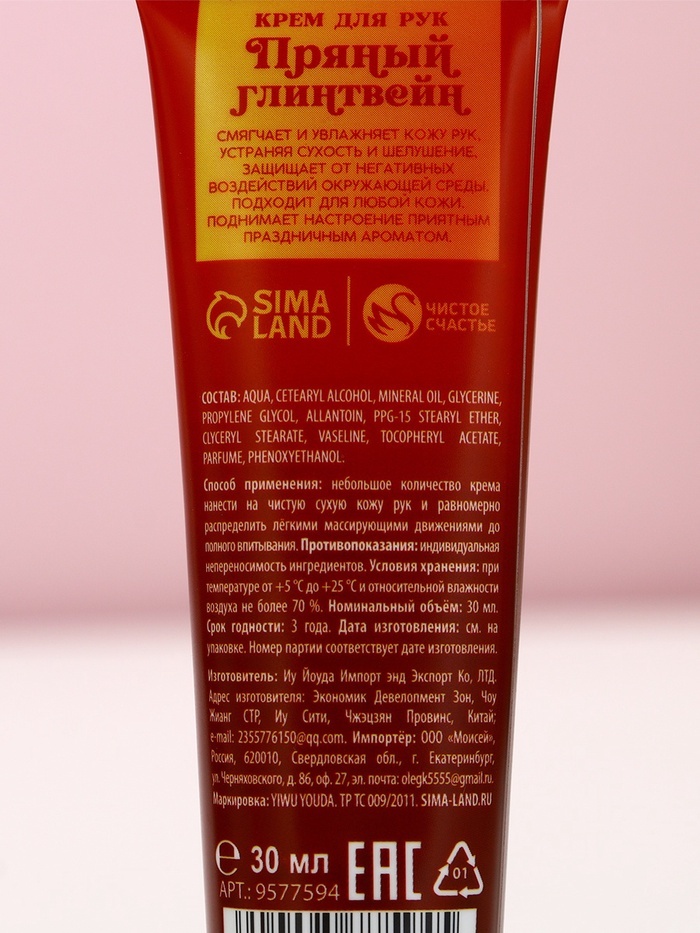 КРЕМ ДЛЯ РУК
Пряный
глинтвейн
СМЯГЧАЕТ И УВЛАЖНЯЕТ КОЖУ РУК,
УСТРАНЯЯ СУХОСТЬ И ШЕЛУШЕНИЕ.
ЗАЩИЩАЕТ ОТ НЕГАТИВНЫХ
ВОЗДЕЙСТВИЙ ОКРУЖАЮЩЕЙ СРЕДЫ.
ПОДХОДИТ ДЛЯ ЛЮБОЙ КОЖИ.
ПОДНИМАЕТ НАСТРОЕНИЕ ПРИЯТНЫМ
ПРАЗДНИЧНЫМ АРОМАТОМ.
SIMA
LAND
ЧИСТОЕ
СЧАСТЬЕ
СОСТАВ: AQUA, CETEARYL ALCOHOL, MINERAL OIL, GLYCERINE,
PROPYLENE GLYCOL, ALLANTOIN, PPG-15 STEARYL ETHER,
CLYCERYL STEARATE, VASELINE, TOCOPHERYL ACETATE,
PARFUME, PHENOXYETHANOL.
Способ применения: небольшое количество крема
нанести на чистую сухую кожу рук и равномерно
распределить лёгкими массирующими движениями до
полного впитывания. Противопоказания: индивидуальная
непереносимость ингредиентов. Условия хранения: при
температуре от +5 °С до +25 °С и относительной влажности
воздуха не более 70 %. Номинальный объём: 30 мл.
Срок годности: 3 года. Дата изготовления: см. на
упаковке. Номер партии соответствует дате изготовления.
Изготовитель: Иу Йоуда Импорт энд Экспорт Ко, ЛТД.
Адрес изготовителя: Экономик Девелопмент Зон, Чоу
Жианг СТР, Иу Сити, Чжэцзян Провинс, Китай;
e-mail: 2355776150@qq.com. Импортёр: ООО «Моисей»,
Россия, 620010, Свердловская обл., г. Екатеринбург,
ул. Черняховского, д. 86, оф. 27, эл. почта: olegk5555@gmail.ru.
Маркировка: YIWU YOUDA. ТР ТС 009/2011. SIMA-LAND.RU
℮ 30 мл
АРТ.: 9577594
EAC
01